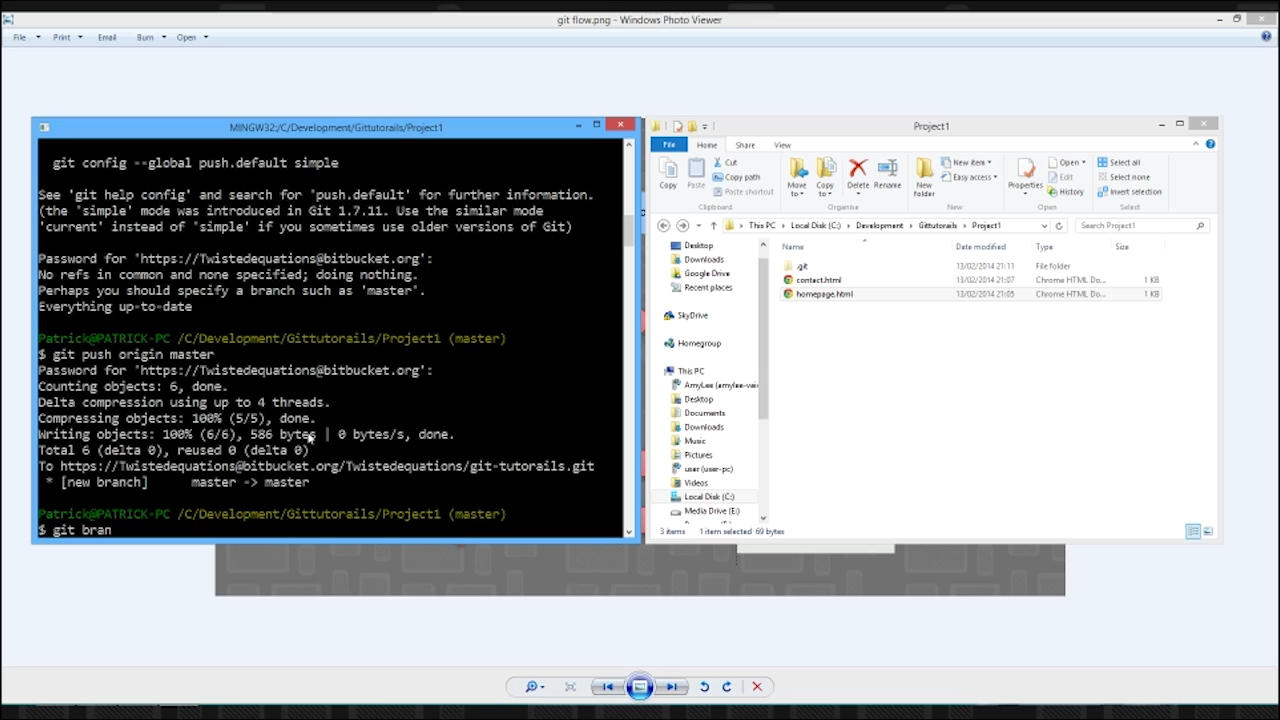 git flow.png - Windows Photo Viewer
File Print Email Burn Open
MINGW32:/C/Development/Gittutorails/Project1
git config --global push.default simple
See 'git help config' and search for 'push.default' for further information.
(the 'simple' mode was introduced in Git 1.7.11. Use the similar mode
'current' instead of 'simple' if you sometimes use older versions of Git)
Password for 'https://Twistedequations@bitbucket.org':
No refs in common and none specified; doing nothing.
Perhaps you should specify a branch such as 'master'.
Everything up-to-date
Patrick@PATRICK-PC /C/Development/Gittutorails/Project1 (master)
$ git push origin master
Password for 'https://Twistedequations@bitbucket.org':
Counting objects: 6, done.
Delta compression using up to 4 threads.
Compressing objects: 100% (5/5), done.
Writing objects: 100% (6/6), 586 bytes | 0 bytes/s, done.
Total 6 (delta 0), reused 0 (delta 0)
To https://Twistedequations@bitbucket.org/Twistedequations/git-tutorails.git
* [new branch] master -> master
Patrick@PATRICK-PC /C/Development/Gittutorails/Project1 (master)
$ git bran
Project1
File Home Share View
Copy
Paste
Cut
Copy path
Paste shortcut
Clipboard
Move to
Copy to
Delete
Rename
Organise
New folder
New item
Easy access
New
Properties
Open
Edit
History
Open
Select all
Select none
Insert selection
Select
This PC Local Disk (C:) Development Gittutorails Project1
Search Project1
Desktop
Downloads
Google Drive
Recent places
SkyDrive
Homegroup
This PC
Desktop
Documents
Downloads
Music
Pictures
user (user-pc)
Videos
Local Disk (C:)
Media Drive (E:)
Name Date modified Type Size
.git 13/02/2014 21:11 File folder
contact.html 13/02/2014 21:07 Chrome HTML Do... 1 KB
homepage.html 13/02/2014 21:05 Chrome HTML Do... 1 KB
3 items 1 item selected 69 bytes